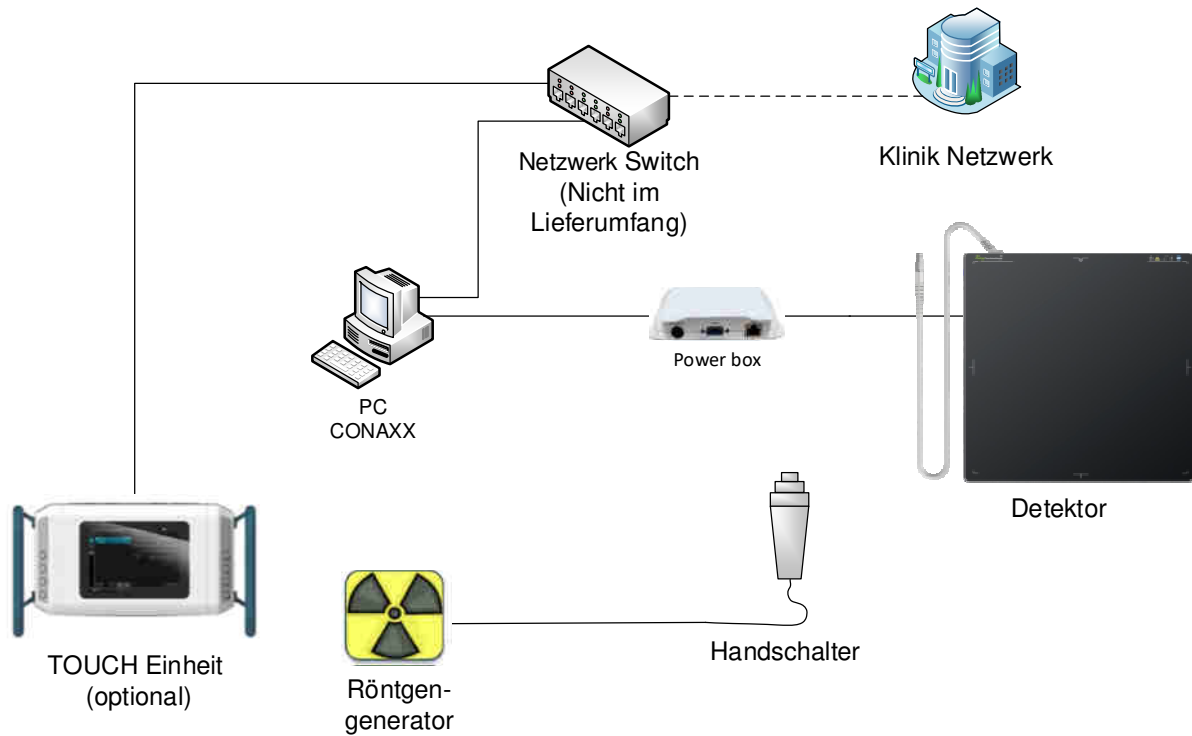 Netzwerk Switch
(Nicht im
Lieferumfang)
Klinik Netzwerk
Power box
PC
CONAXX
Detektor
TOUCH Einheit
(optional)
Röntgen-
generator
Handschalter